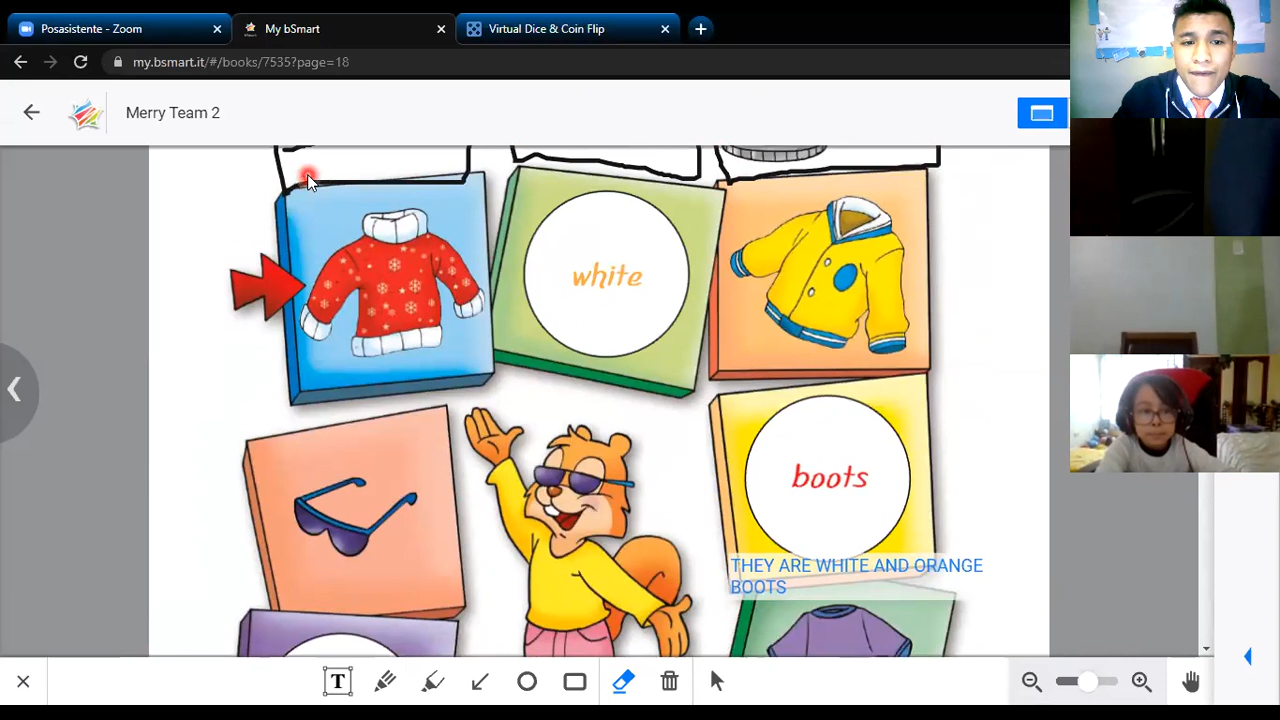 Posasistente - Zoom
My bSmart
Virtual Dice & Coin Flip
my.bsmart.it/#/books/7535?page=18
Merry Team 2
white
boots
THEY ARE WHITE AND ORANGE
BOOTS
T